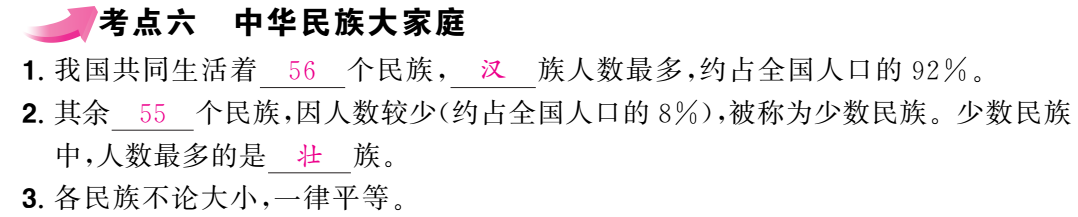 考点六　中华民族大家庭
1. 我国共同生活着 56 个民族, 汉 族人数最多,约占全国人口的 92%。
2. 其余 55 个民族,因人数较少(约占全国人口的 8%),被称为少数民族。少数民族
中,人数最多的是 壮 族。
3. 各民族不论大小,一律平等。